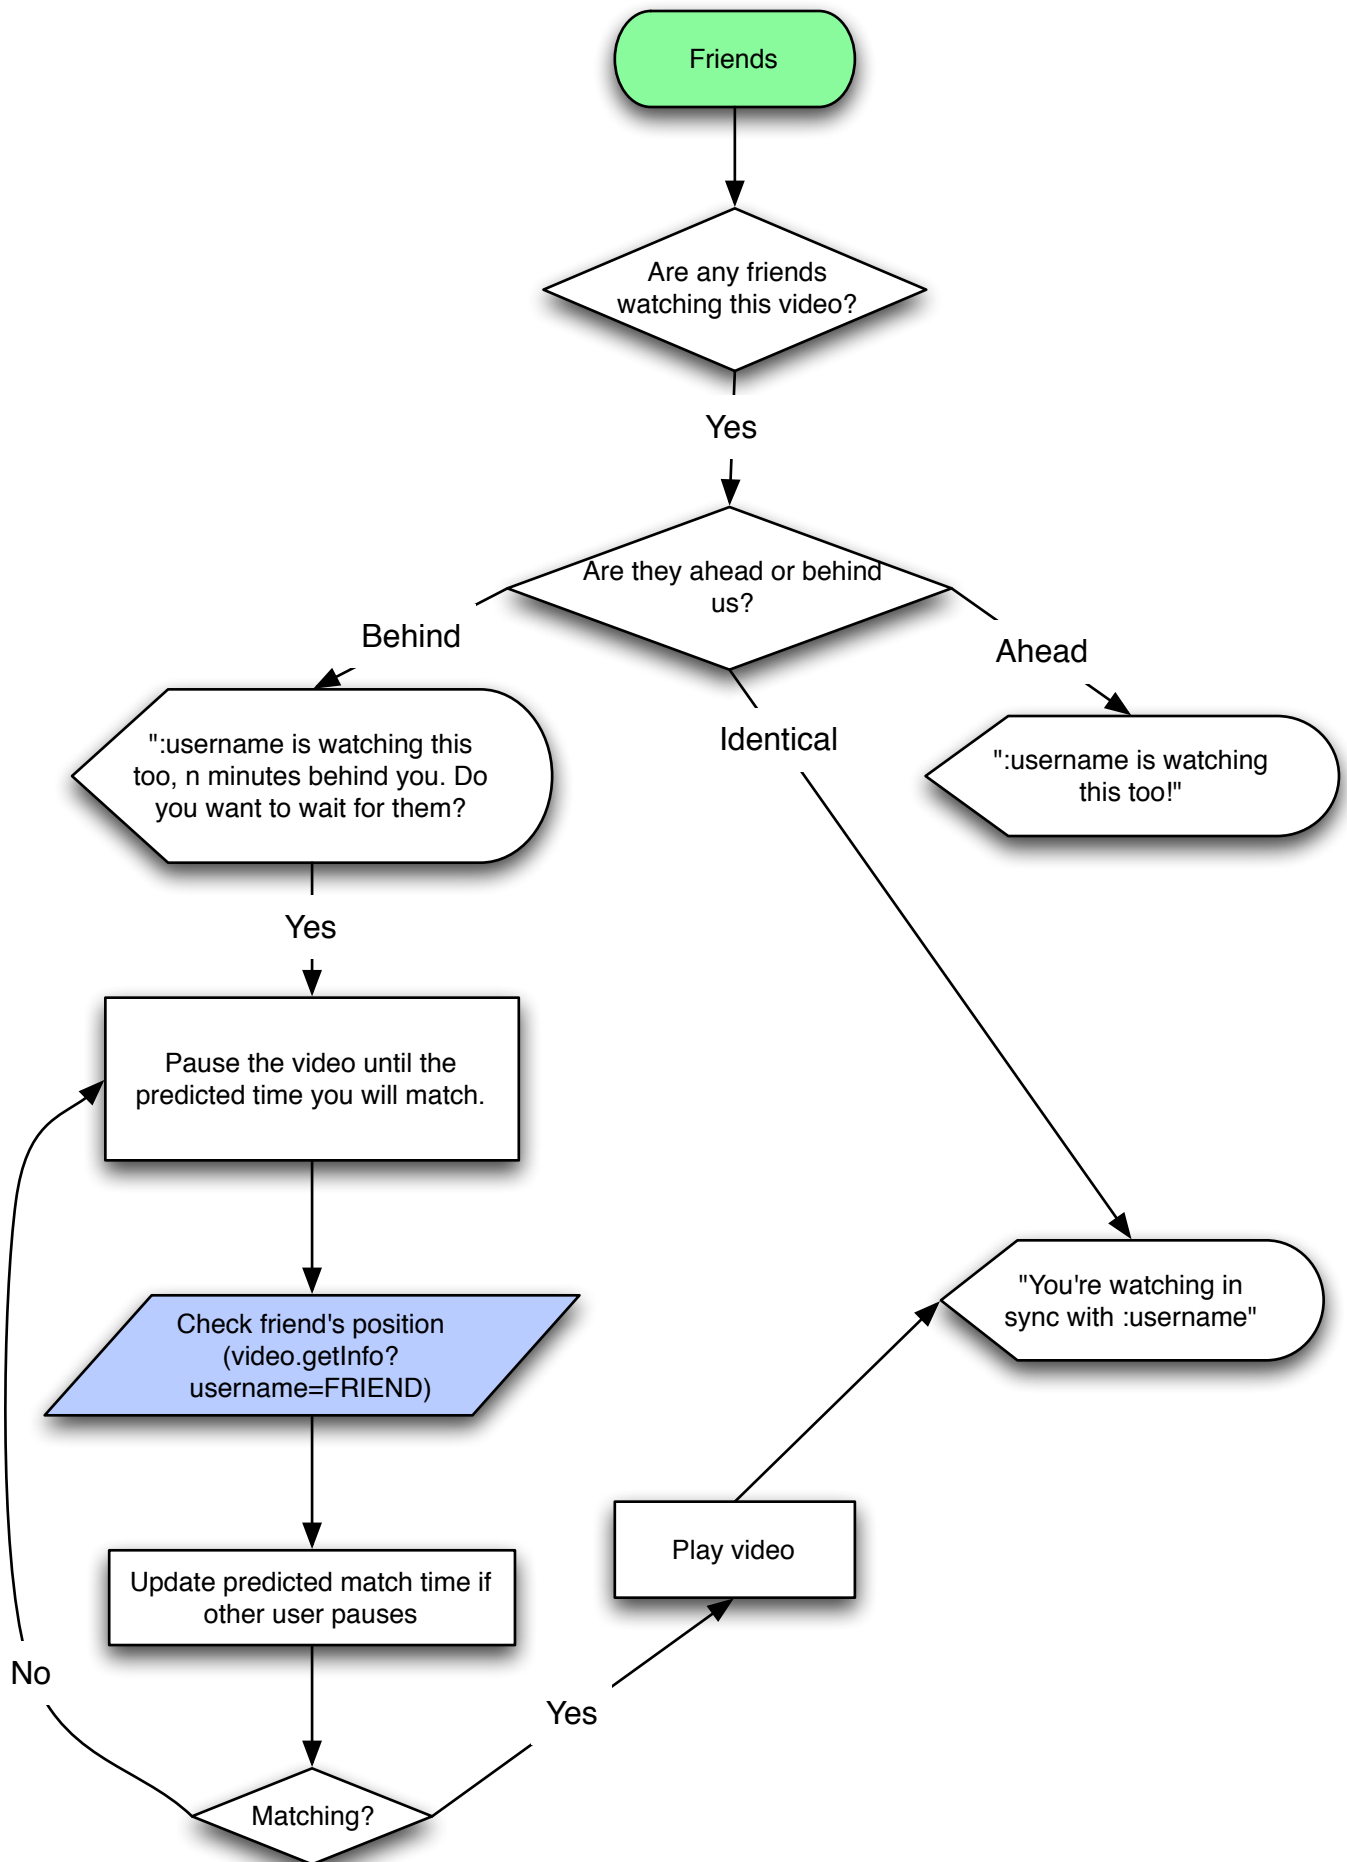 Friends
Are any friends
watching this video?
Yes
Are they ahead or behind
us?
Behind
Ahead
Identical
":username is watching this
too, n minutes behind you. Do
you want to wait for them?
":username is watching
this too!"
Yes
Pause the video until the
predicted time you will match.
Check friend's position
(video.getInfo?
username=FRIEND)
"You're watching in
sync with :username"
Play video
Update predicted match time if
other user pauses
No
Yes
Matching?